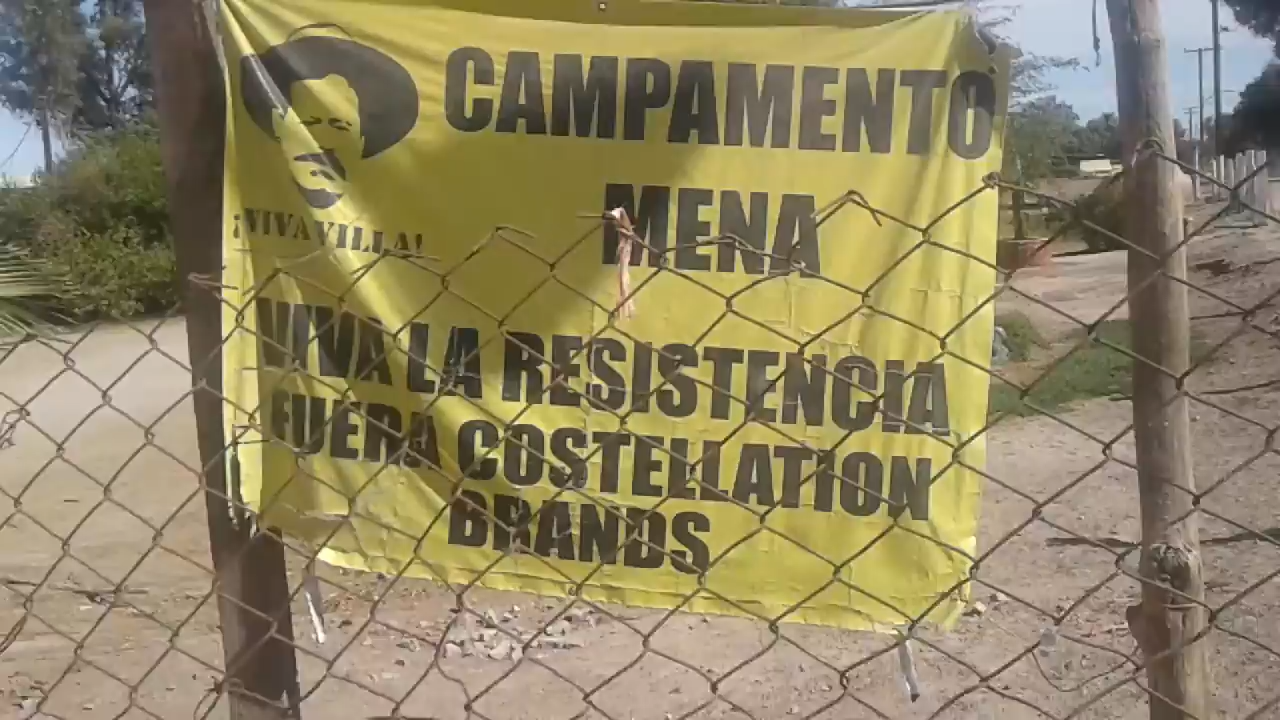 CAMPAMENTO
MENA
¡VIVA VILLA!
VIVA LA RESISTENCIA
FUERA COSTELLATION
BRANDS